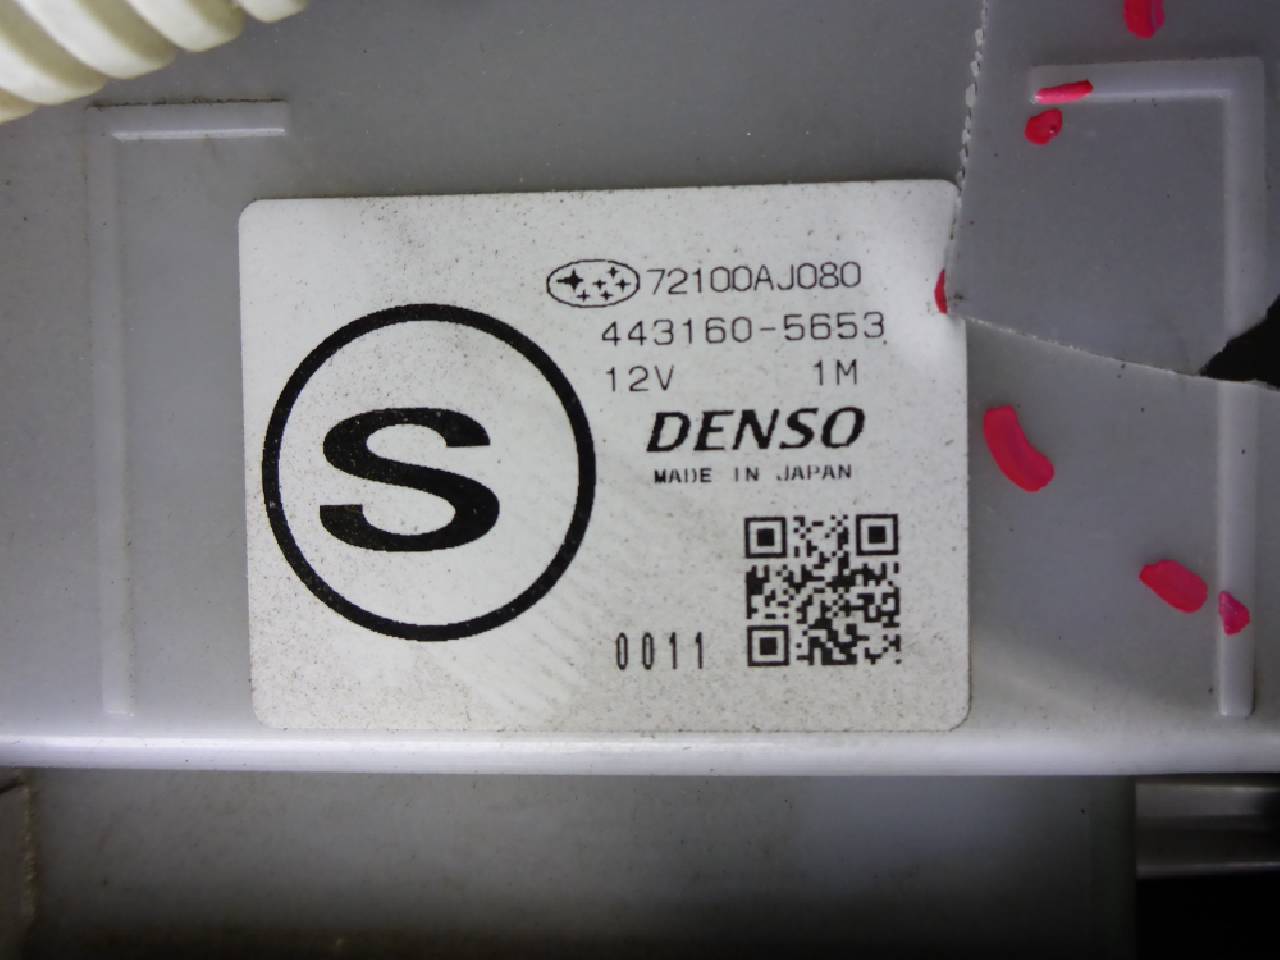 72100AJ080
443160-5653
12V 1M
DENSO
MADE IN JAPAN
S
0011